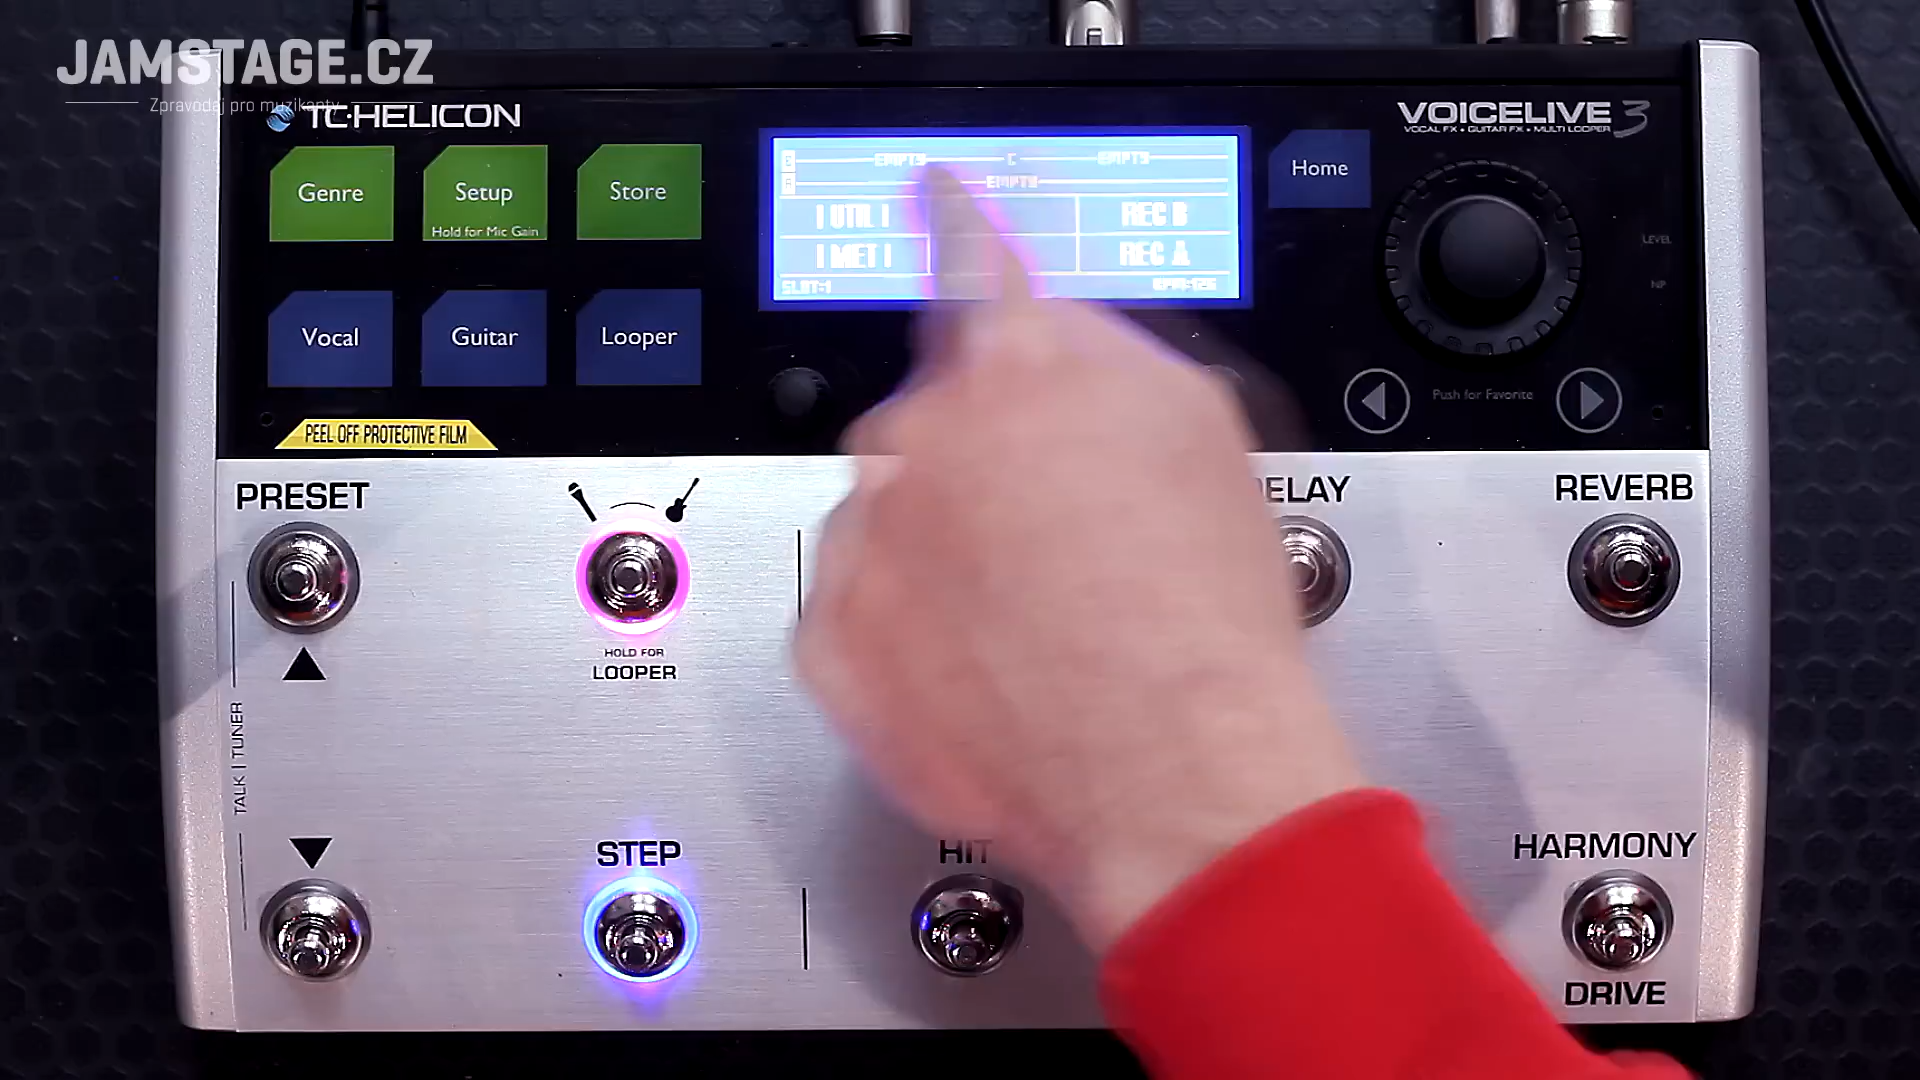 JAMSTAGE.CZ
Zpravodaj pro muzikanty
TC·HELICON
VOICELIVE 3
VOCAL FX • GUITAR FX • MULTI LOOPER
Genre
Setup
Hold for Mic Gain
Store
B EMPTY C EMPTY
A EMPTY
UTIL
REC B
MET
REC A
SLOT:1
Home
LEVEL
Vocal
Guitar
Looper
Push for Favorite
PEEL OFF PROTECTIVE FILM
PRESET
ELAY
REVERB
HOLD FOR
LOOPER
TALK | TUNER
STEP
HIT
HARMONY
DRIVE